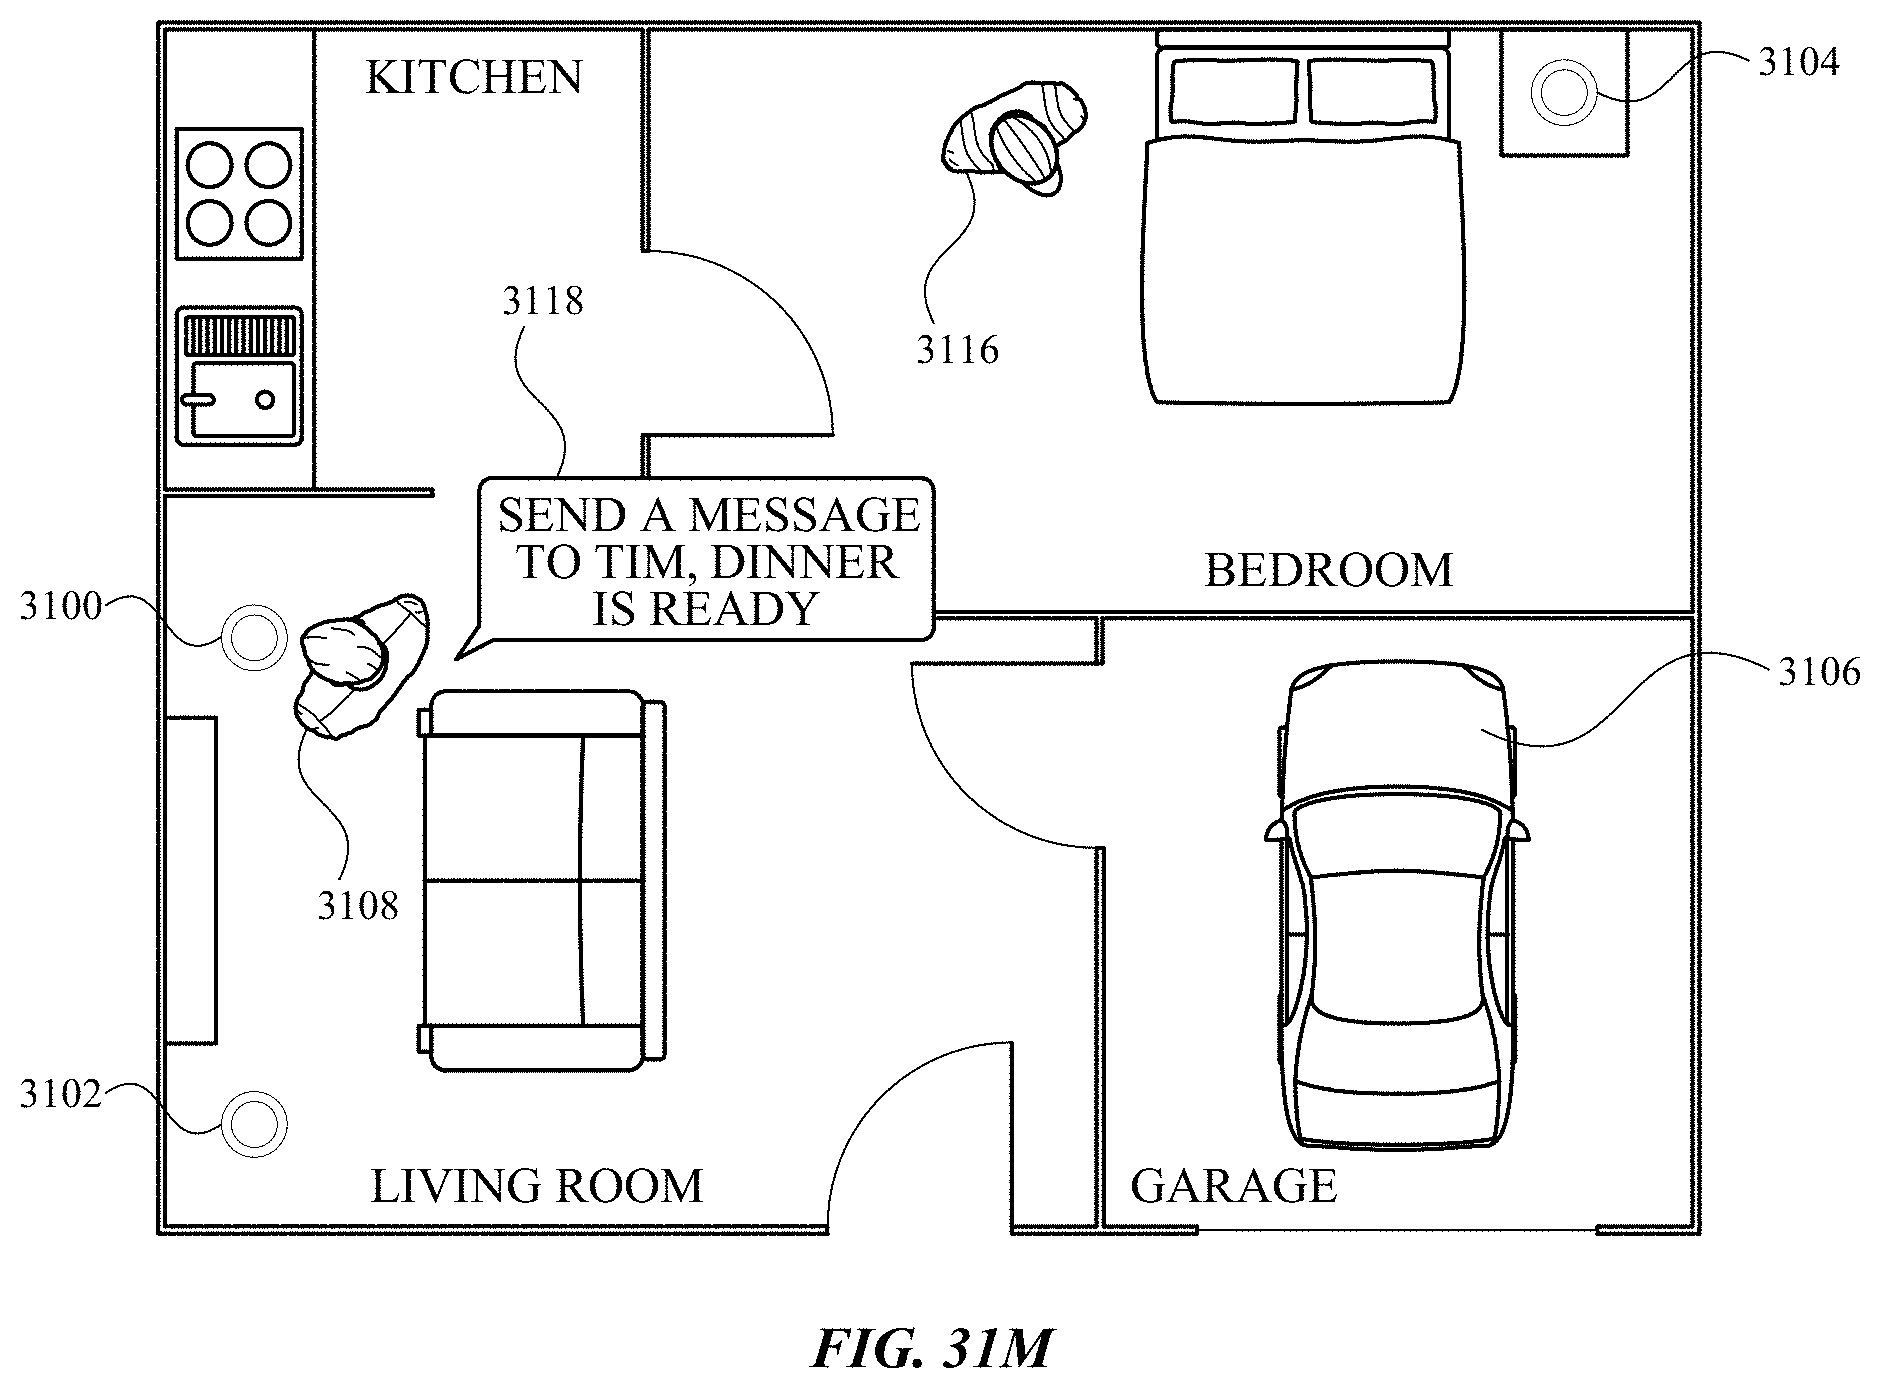 KITCHEN
3104
3118
3116
SEND A MESSAGE
TO TIM, DINNER
IS READY
BEDROOM
3100
3106
3108
3102
LIVING ROOM
GARAGE
FIG. 31M